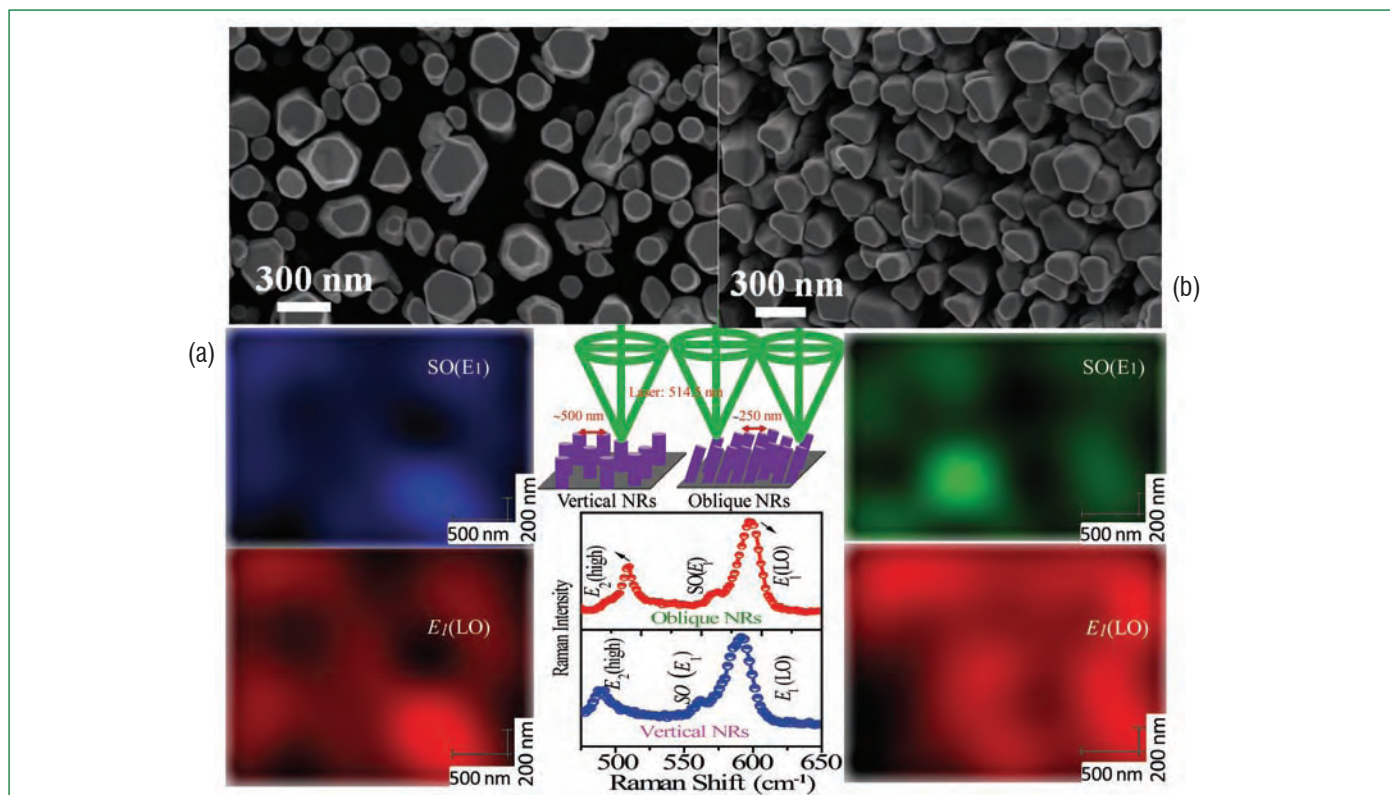 300 nm
300 nm
(b)
(a)
SO(E1)
Laser: 514.5 nm
~500 nm
~250 nm
Vertical NRs
Oblique NRs
SO(E1)
500 nm
200 nm
500 nm
200 nm
E1(LO)
E2(high)
SO(E1)
E1(LO)
Oblique NRs
Raman Intensity
E2(high)
SO (E1)
E1(LO)
Vertical NRs
500 550 600 650
Raman Shift (cm-1)
E1(LO)
500 nm
200 nm
500 nm
200 nm